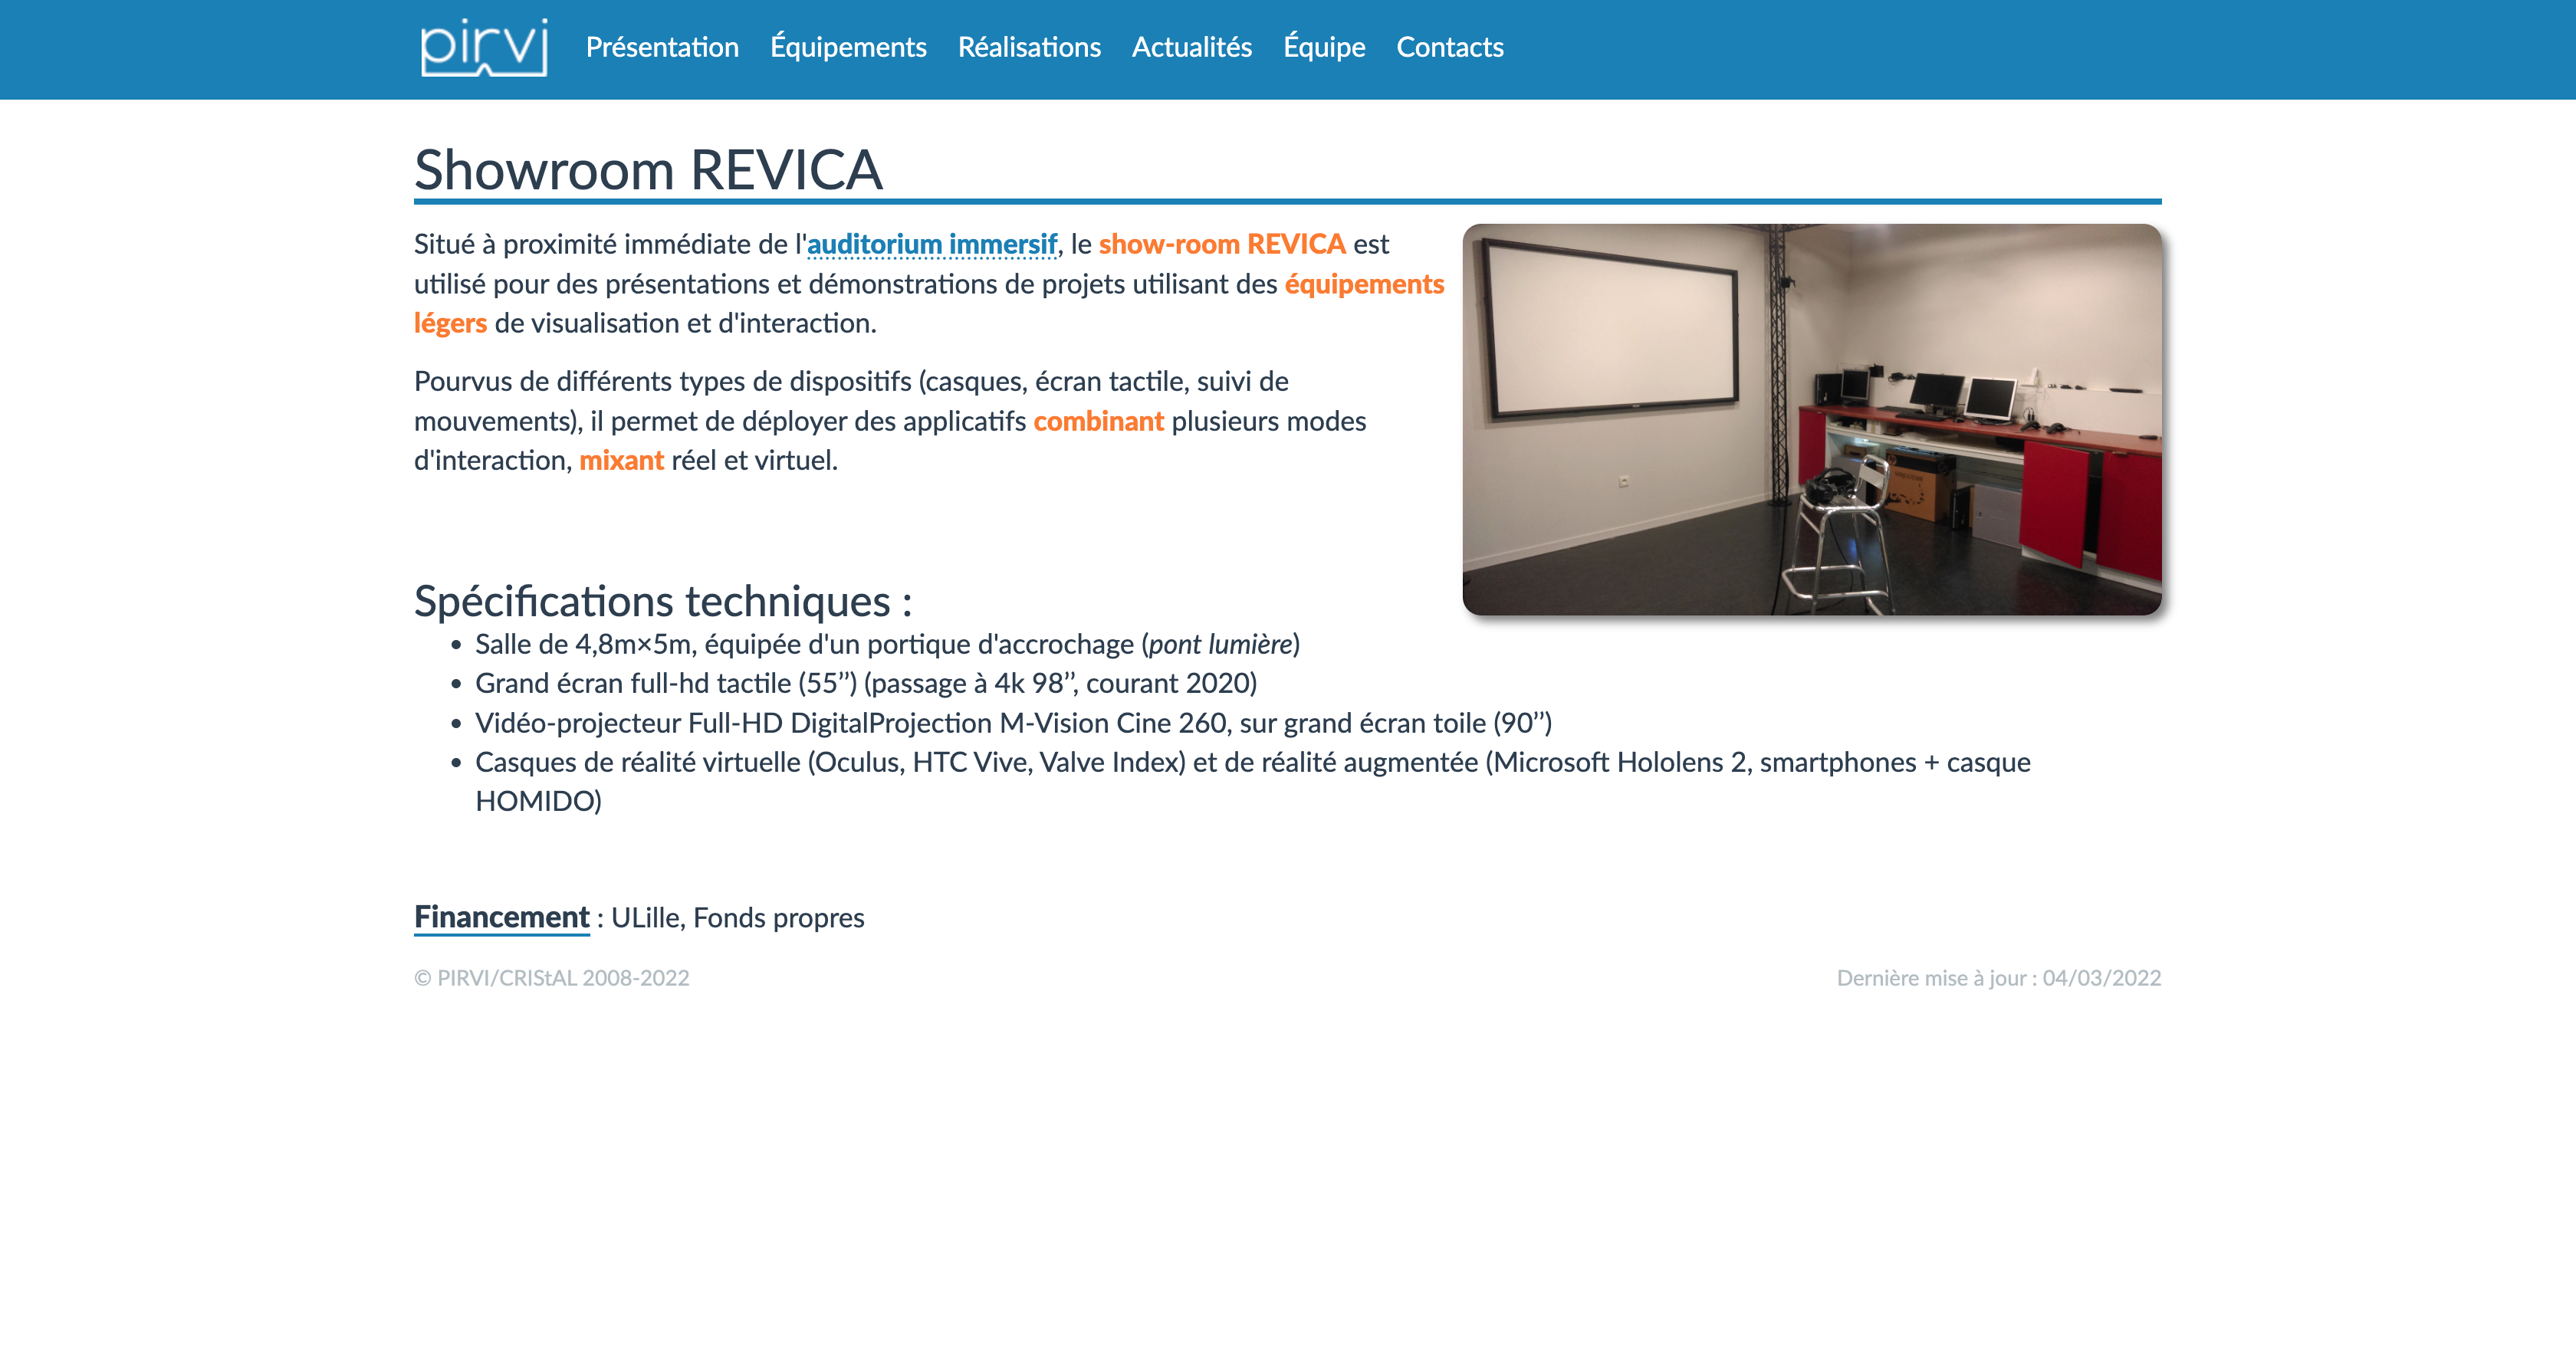 pirvi
Présentation Équipements Réalisations Actualités Équipe Contacts
Showroom REVICA
Situé à proximité immédiate de l'auditorium immersif, le show-room REVICA est
utilisé pour des présentations et démonstrations de projets utilisant des équipements
légers de visualisation et d'interaction.
Pourvus de différents types de dispositifs (casques, écran tactile, suivi de
mouvements), il permet de déployer des applicatifs combinant plusieurs modes
d'interaction, mixant réel et virtuel.
Spécifications techniques :
• Salle de 4,8m×5m, équipée d'un portique d'accrochage (pont lumière)
• Grand écran full-hd tactile (55’’) (passage à 4k 98’’, courant 2020)
• Vidéo-projecteur Full-HD DigitalProjection M-Vision Cine 260, sur grand écran toile (90’’)
• Casques de réalité virtuelle (Oculus, HTC Vive, Valve Index) et de réalité augmentée (Microsoft Hololens 2, smartphones + casque
HOMIDO)
Financement : ULille, Fonds propres
© PIRVI/CRIStAL 2008-2022
Dernière mise à jour : 04/03/2022